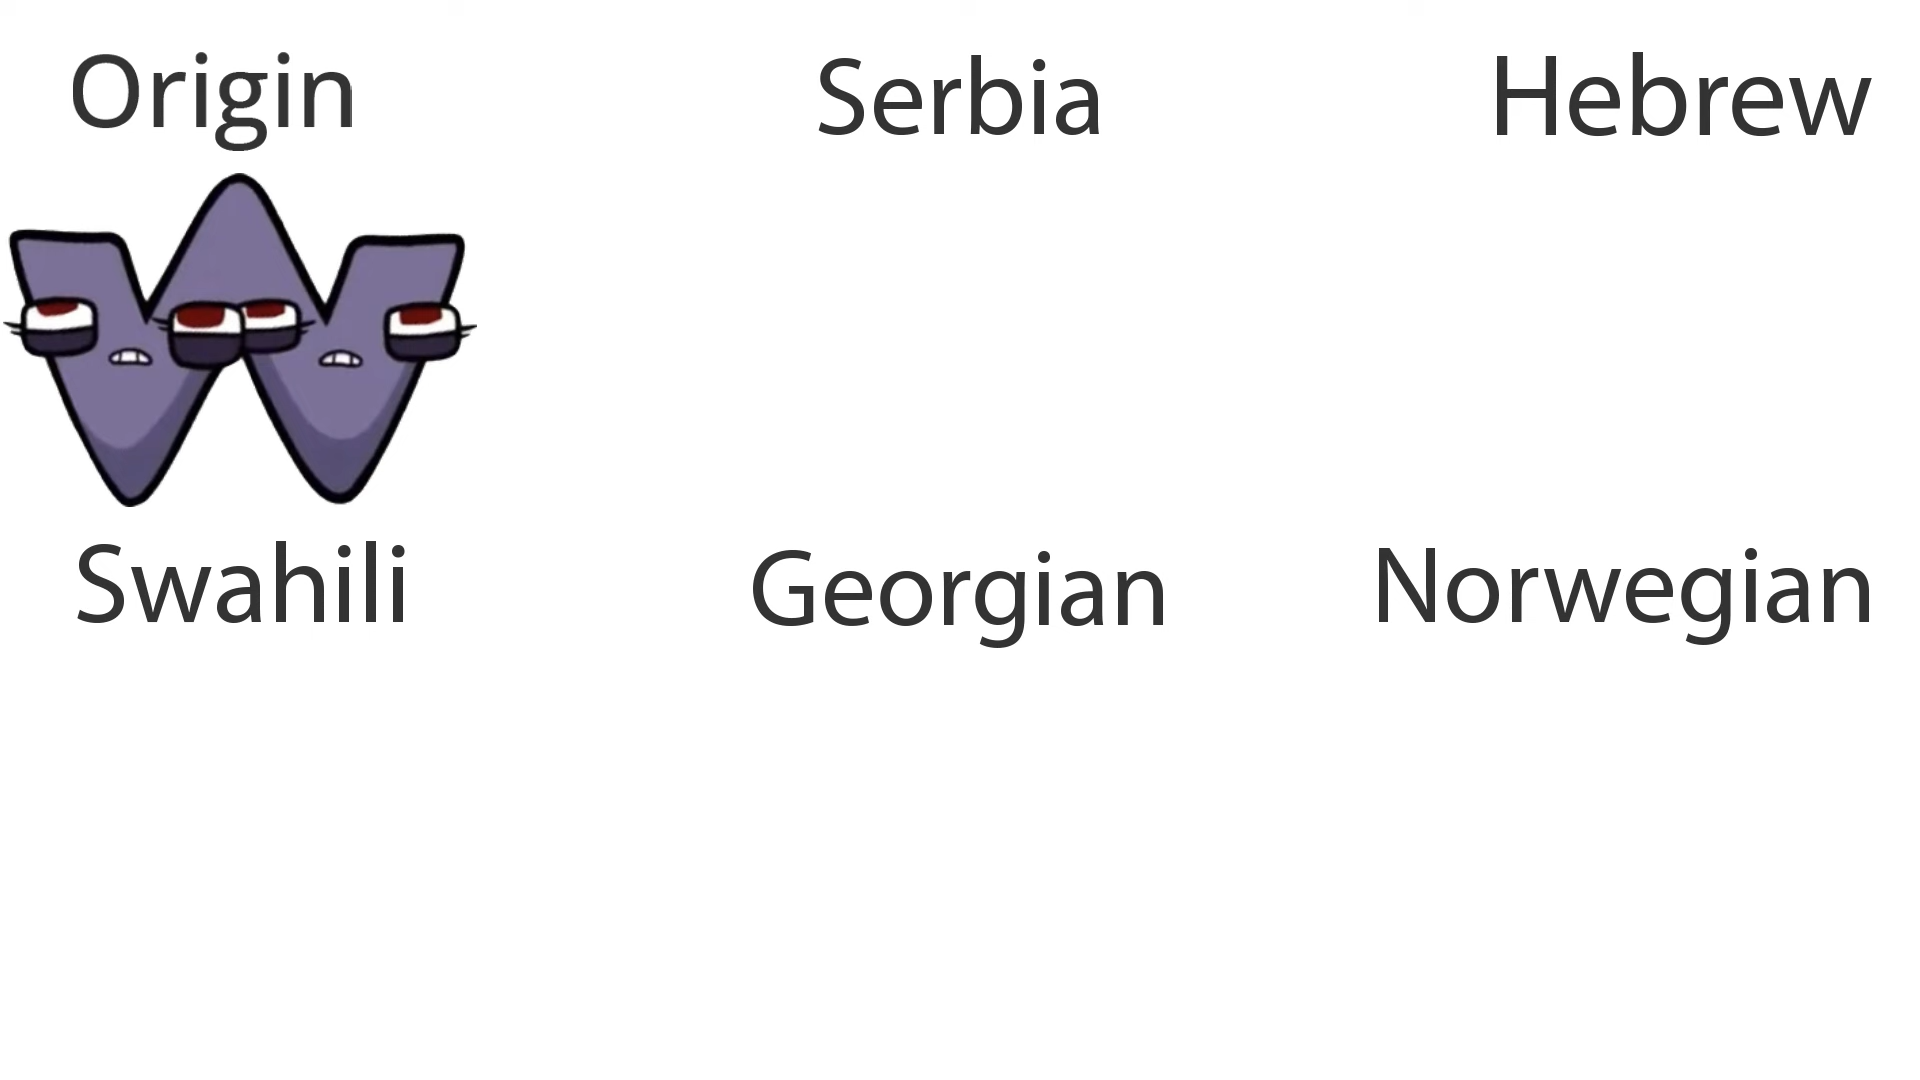 Origin
Serbia
Hebrew
W
Swahili
Georgian
Norwegian